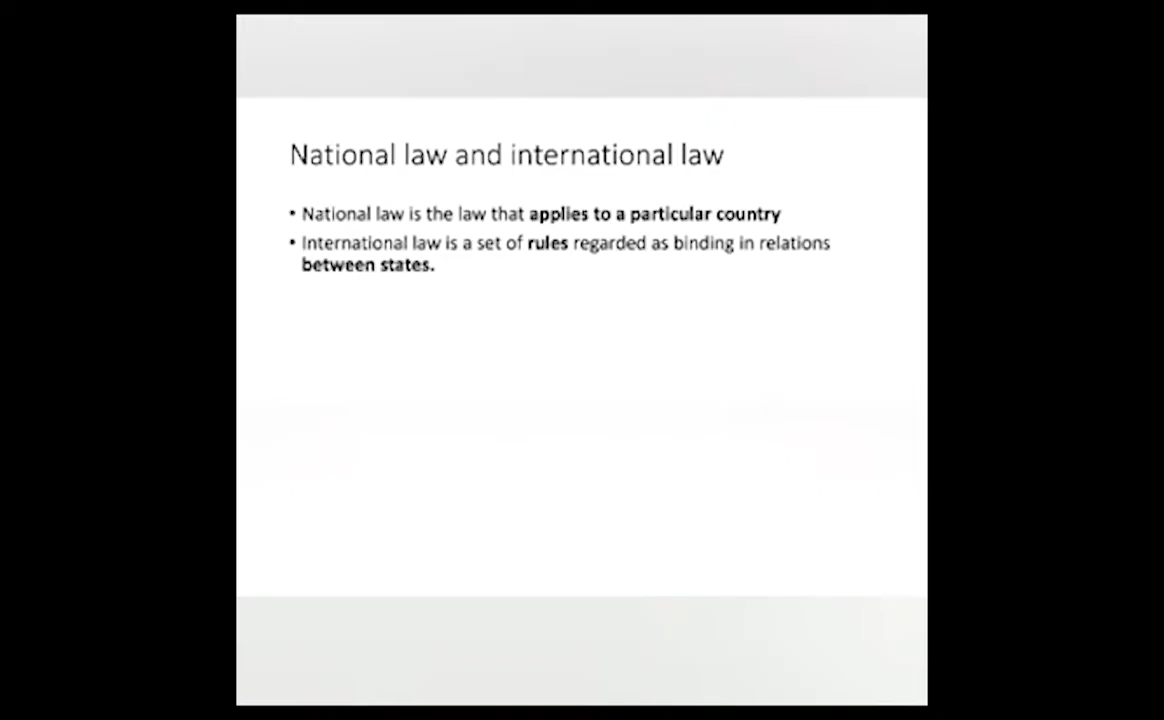 National law and international law
• National law is the law that applies to a particular country
• International law is a set of rules regarded as binding in relations
between states.